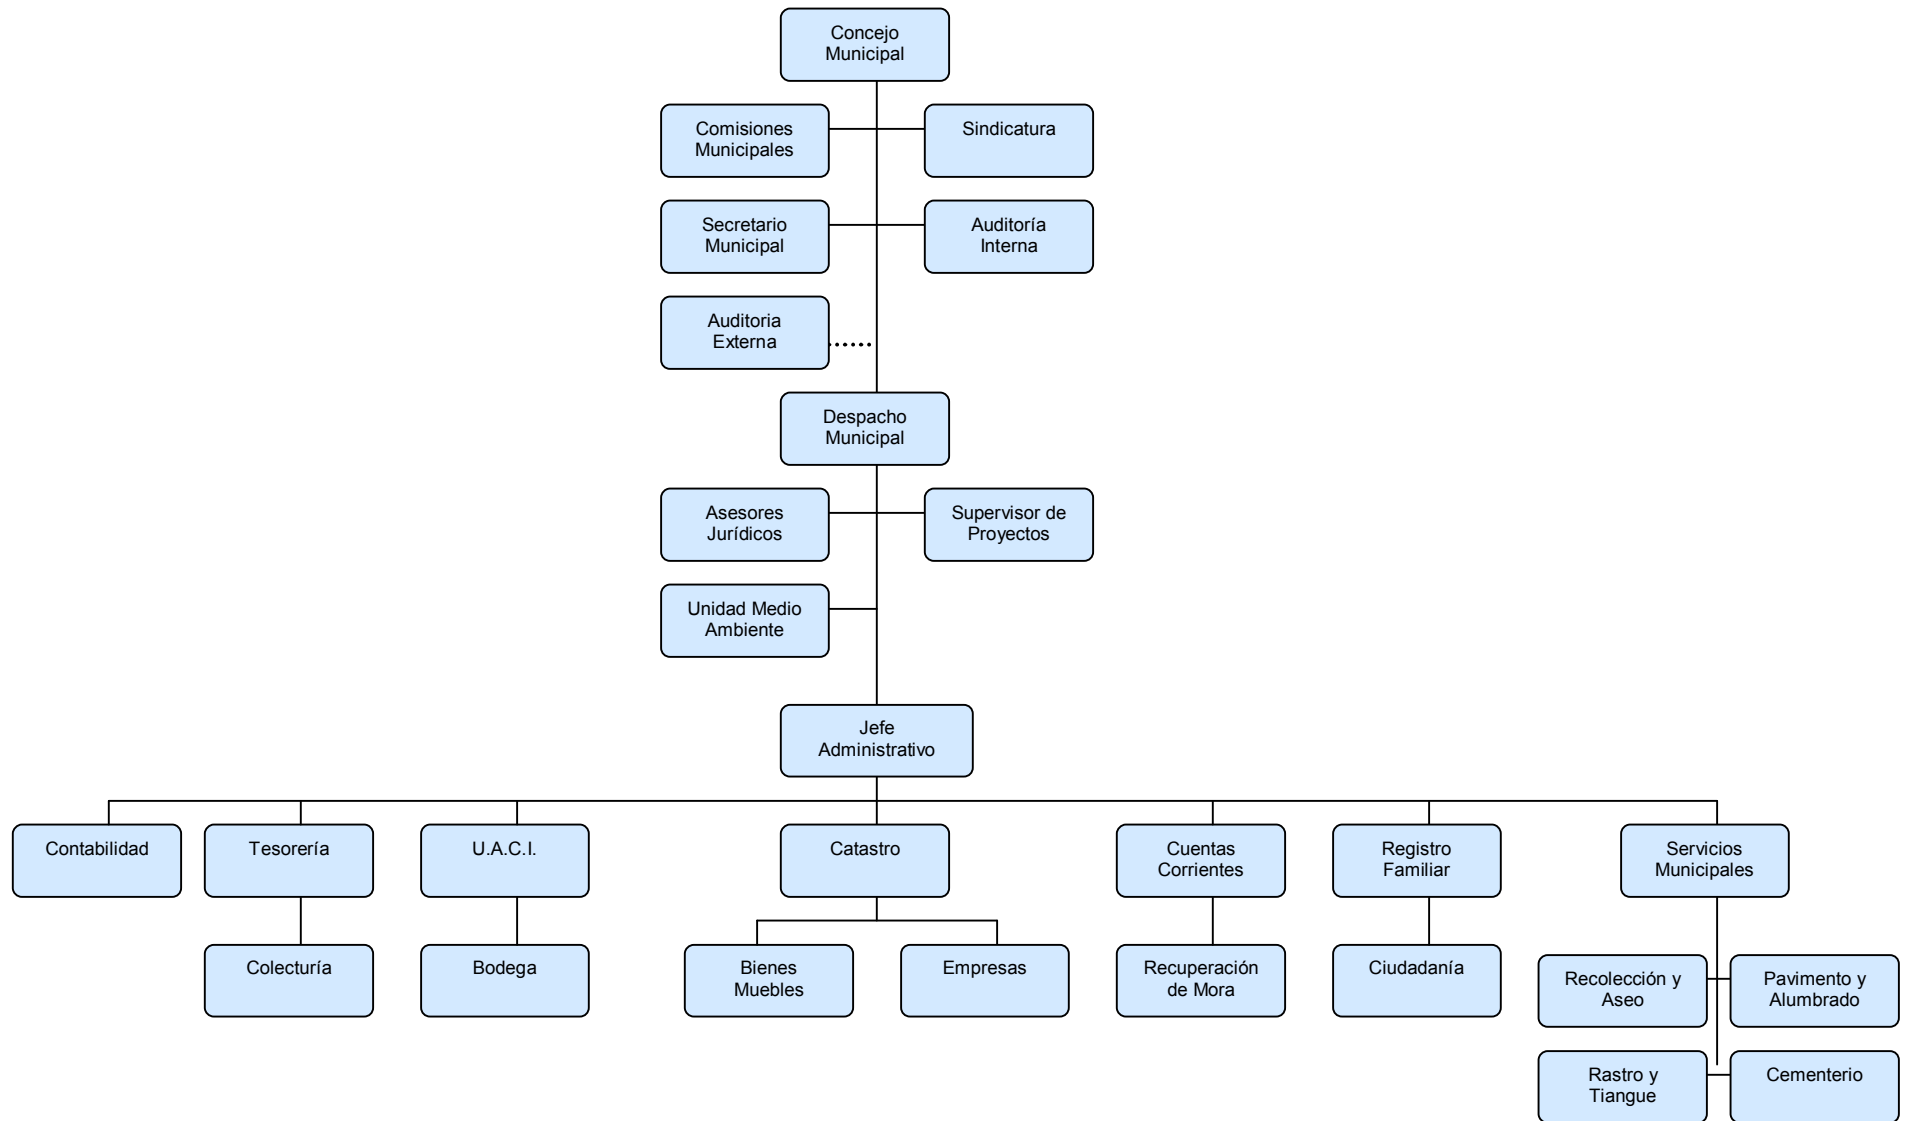 Concejo
Municipal
Comisiones
Municipales
Sindicatura
Secretario
Municipal
Auditoría
Interna
Auditoria
Externa
Despacho
Municipal
Asesores
Jurídicos
Supervisor de
Proyectos
Unidad Medio
Ambiente
Jefe
Administrativo
Contabilidad
Tesorería
U.A.C.I.
Catastro
Cuentas
Corrientes
Registro
Familiar
Servicios
Municipales
Colecturía
Bodega
Bienes
Muebles
Empresas
Recuperación
de Mora
Ciudadanía
Recolección y
Aseo
Pavimento y
Alumbrado
Rastro y
Tiangue
Cementerio